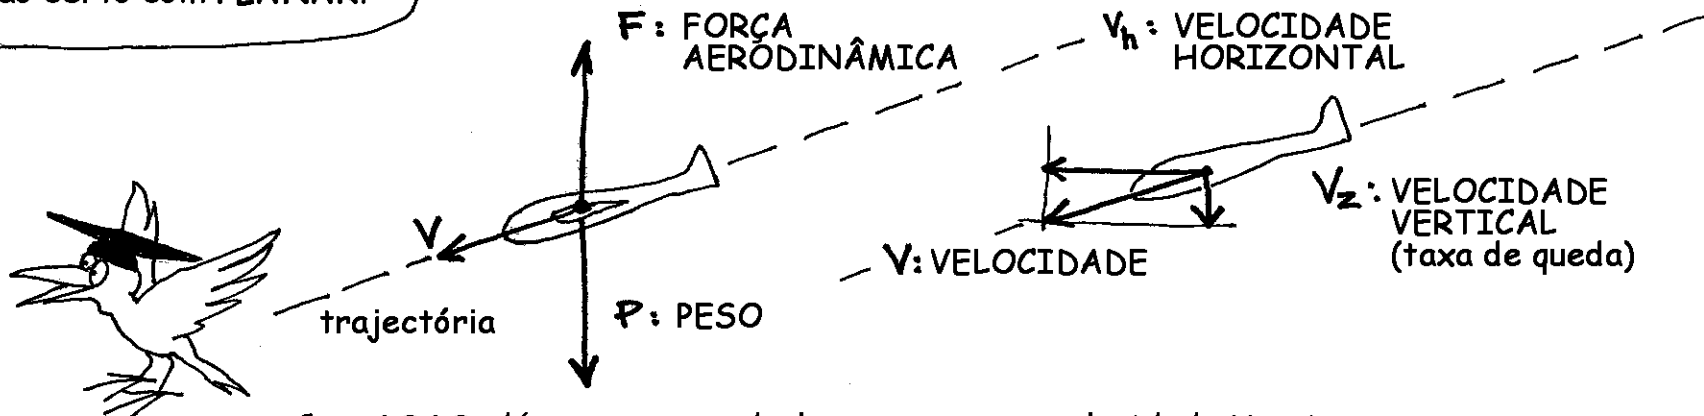 F: FORÇA
AERODINÂMICA
Vh: VELOCIDADE
HORIZONTAL
V
Vz: VELOCIDADE
VERTICAL
(taxa de queda)
V: VELOCIDADE
trajectória
P: PESO